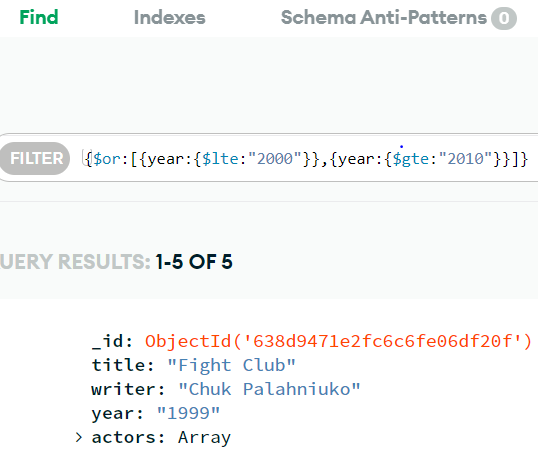 Find Indexes Schema Anti-Patterns 0
FILTER {$or:[{year:{$lte:"2000"}},{year:{$gte:"2010"}}]}
UERY RESULTS: 1-5 OF 5
_id: ObjectId('638d9471e2fc6c6fe06df20f')
title: "Fight Club"
writer: "Chuk Palahniuko"
year: "1999"
> actors: Array